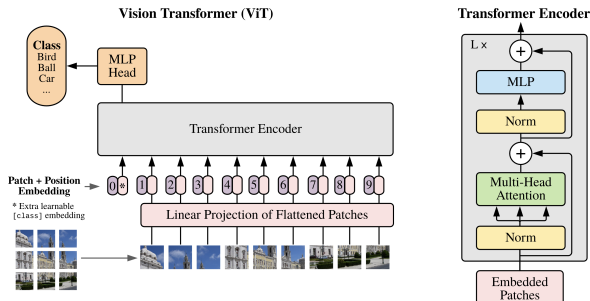 Vision Transformer (ViT)
Class
Bird
Ball
Car
...
MLP
Head
Transformer Encoder
Patch + Position
Embedding
0 * 1 2 3 4 5 6 7 8 9
* Extra learnable
[class] embedding
Linear Projection of Flattened Patches
Transformer Encoder
L x
+
MLP
Norm
+
Multi-Head
Attention
Norm
Embedded
Patches